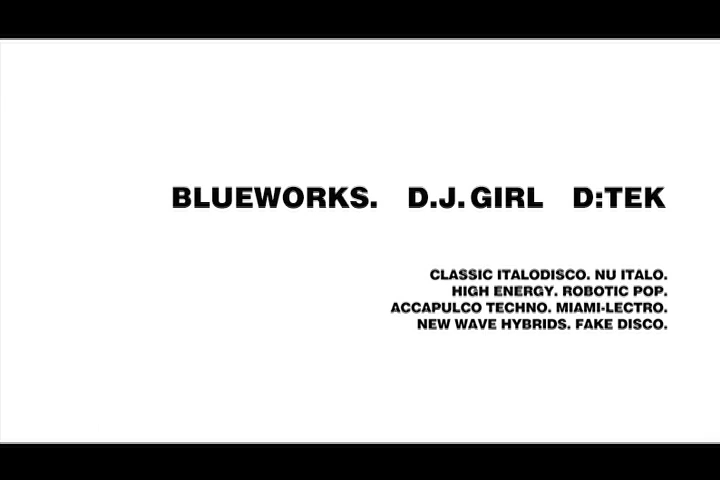 BLUEWORKS. D.J. GIRL D:TEK
CLASSIC ITALODISCO. NU ITALO.
HIGH ENERGY. ROBOTIC POP.
ACCAPULCO TECHNO. MIAMI-LECTRO.
NEW WAVE HYBRIDS. FAKE DISCO.